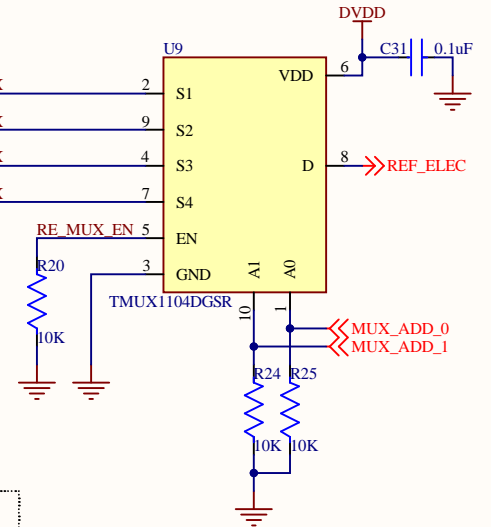 DVDD
U9
C31 0.1uF
VDD 6
2 S1
9 S2
4 S3
D 8 REF_ELEC
7 S4
RE_MUX_EN 5 EN
3 GND
R20
10K
A1 A0
TMUX1104DGSR
10 1
MUX_ADD_0
MUX_ADD_1
R24 R25
10K 10K